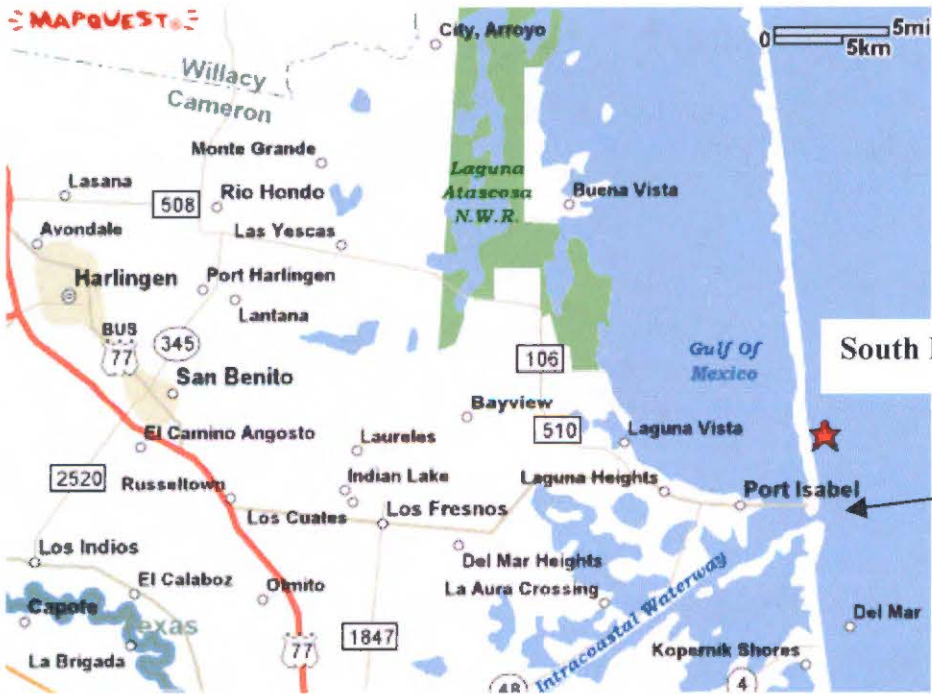 MAPQUEST
City, Arroyo
0 5mi
5km
Willacy
Cameron
Monte Grande
Laguna
Atascosa
N.W.R.
Lasana
508
Rio Hondo
Buena Vista
Avondale
Las Yescas
Harlingen
Port Harlingen
Lantana
BUS
77
345
106
Gulf Of
Mexico
South
San Benito
Bayview
510
Laguna Vista
El Camino Angosto
Laureles
2520
Russeltown
Indian Lake
Laguna Heights
Port Isabel
Los Cuates
Los Fresnos
Los Indios
Del Mar Heights
El Calaboz
Olmito
La Aura Crossing
Intracoastal Waterway
Capote
Texas
Del Mar
La Brigada
77
1847
Kopernik Shores
48
4